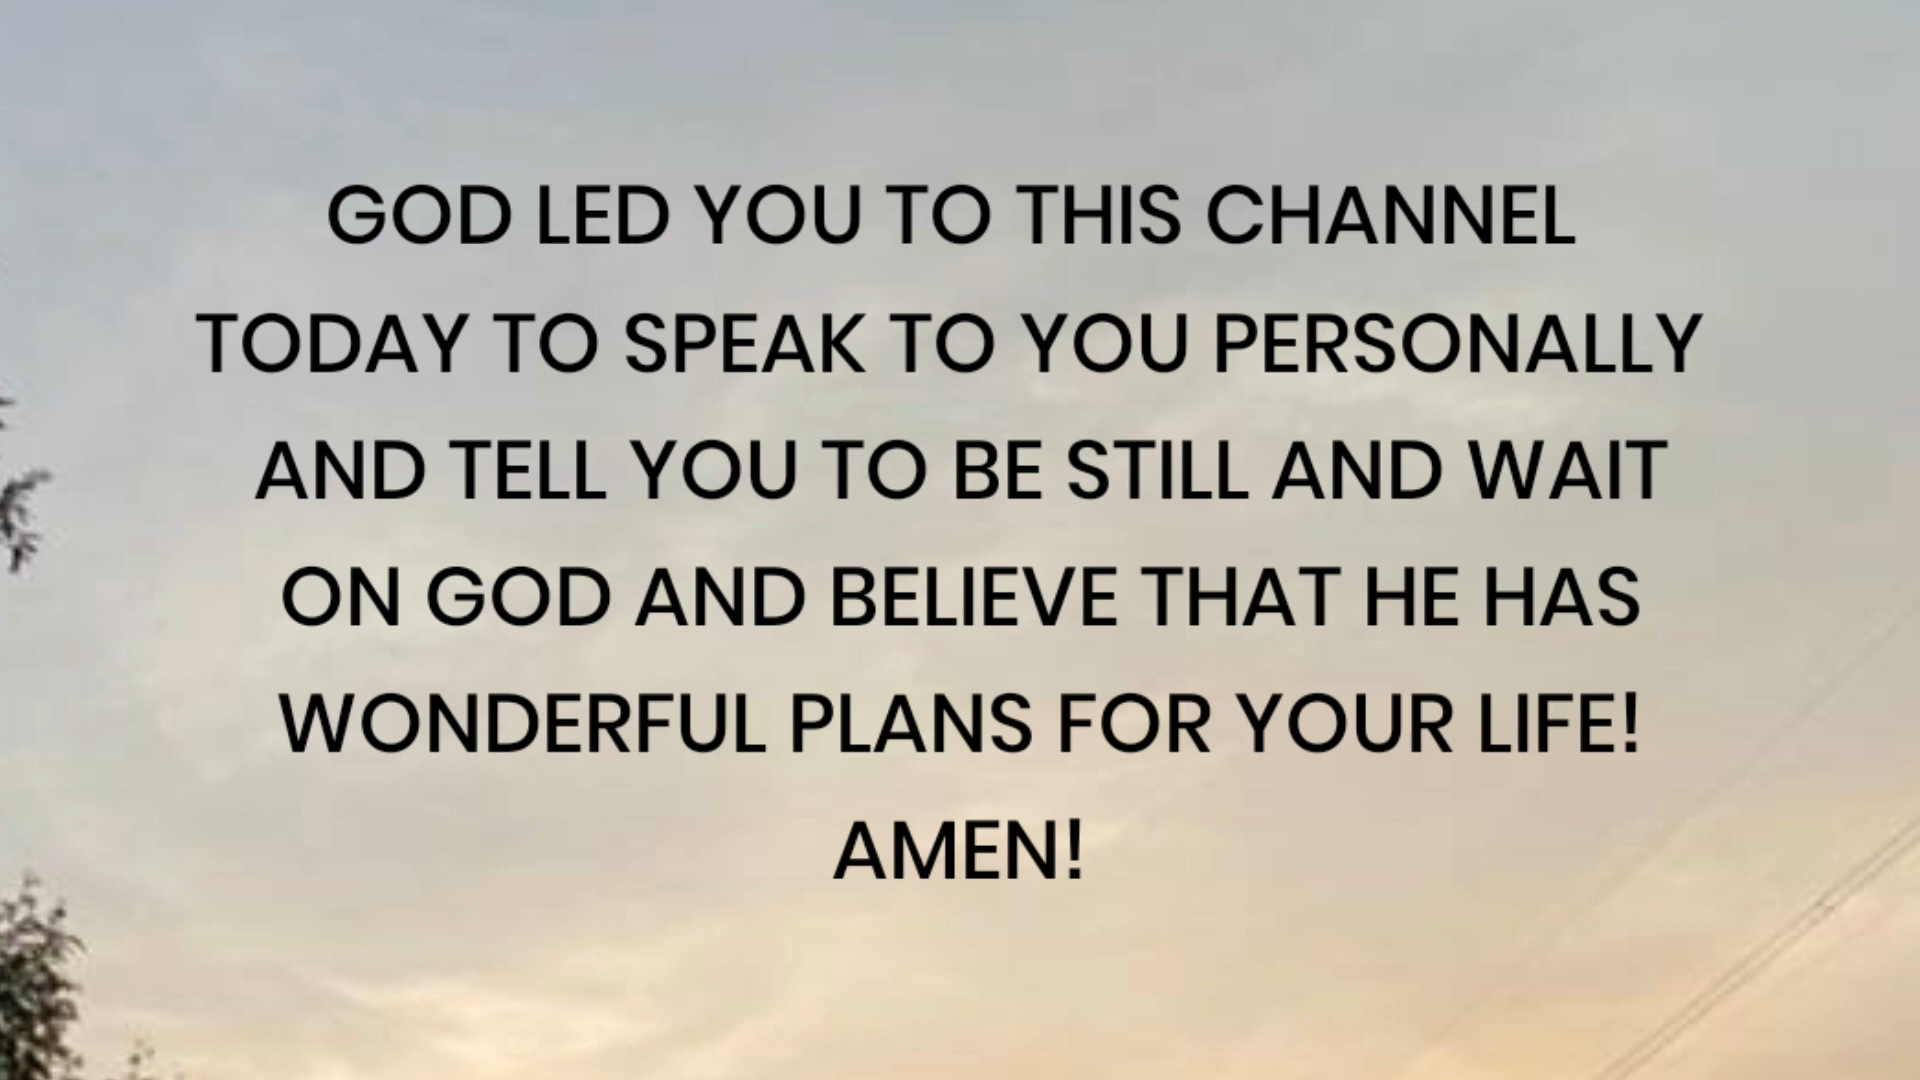 GOD LED YOU TO THIS CHANNEL
TODAY TO SPEAK TO YOU PERSONALLY
AND TELL YOU TO BE STILL AND WAIT
ON GOD AND BELIEVE THAT HE HAS
WONDERFUL PLANS FOR YOUR LIFE!
AMEN!